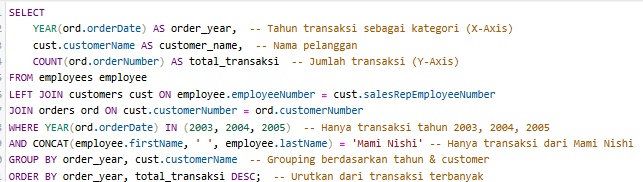 SELECT
YEAR(ord.orderDate) AS order_year, -- Tahun transaksi sebagai kategori (X-Axis)
cust.customerName AS customer_name, -- Nama pelanggan
COUNT(ord.orderNumber) AS total_transaksi -- Jumlah transaksi (Y-Axis)
FROM employees employee
LEFT JOIN customers cust ON employee.employeeNumber = cust.salesRepEmployeeNumber
JOIN orders ord ON cust.customerNumber = ord.customerNumber
WHERE YEAR(ord.orderDate) IN (2003, 2004, 2005) -- Hanya transaksi tahun 2003, 2004, 2005
AND CONCAT(employee.firstName, ' ', employee.lastName) = 'Mami Nishi' -- Hanya transaksi dari Mami Nishi
GROUP BY order_year, cust.customerName -- Grouping berdasarkan tahun & customer
ORDER BY order_year, total_transaksi DESC; -- Urutkan dari transaksi terbanyak